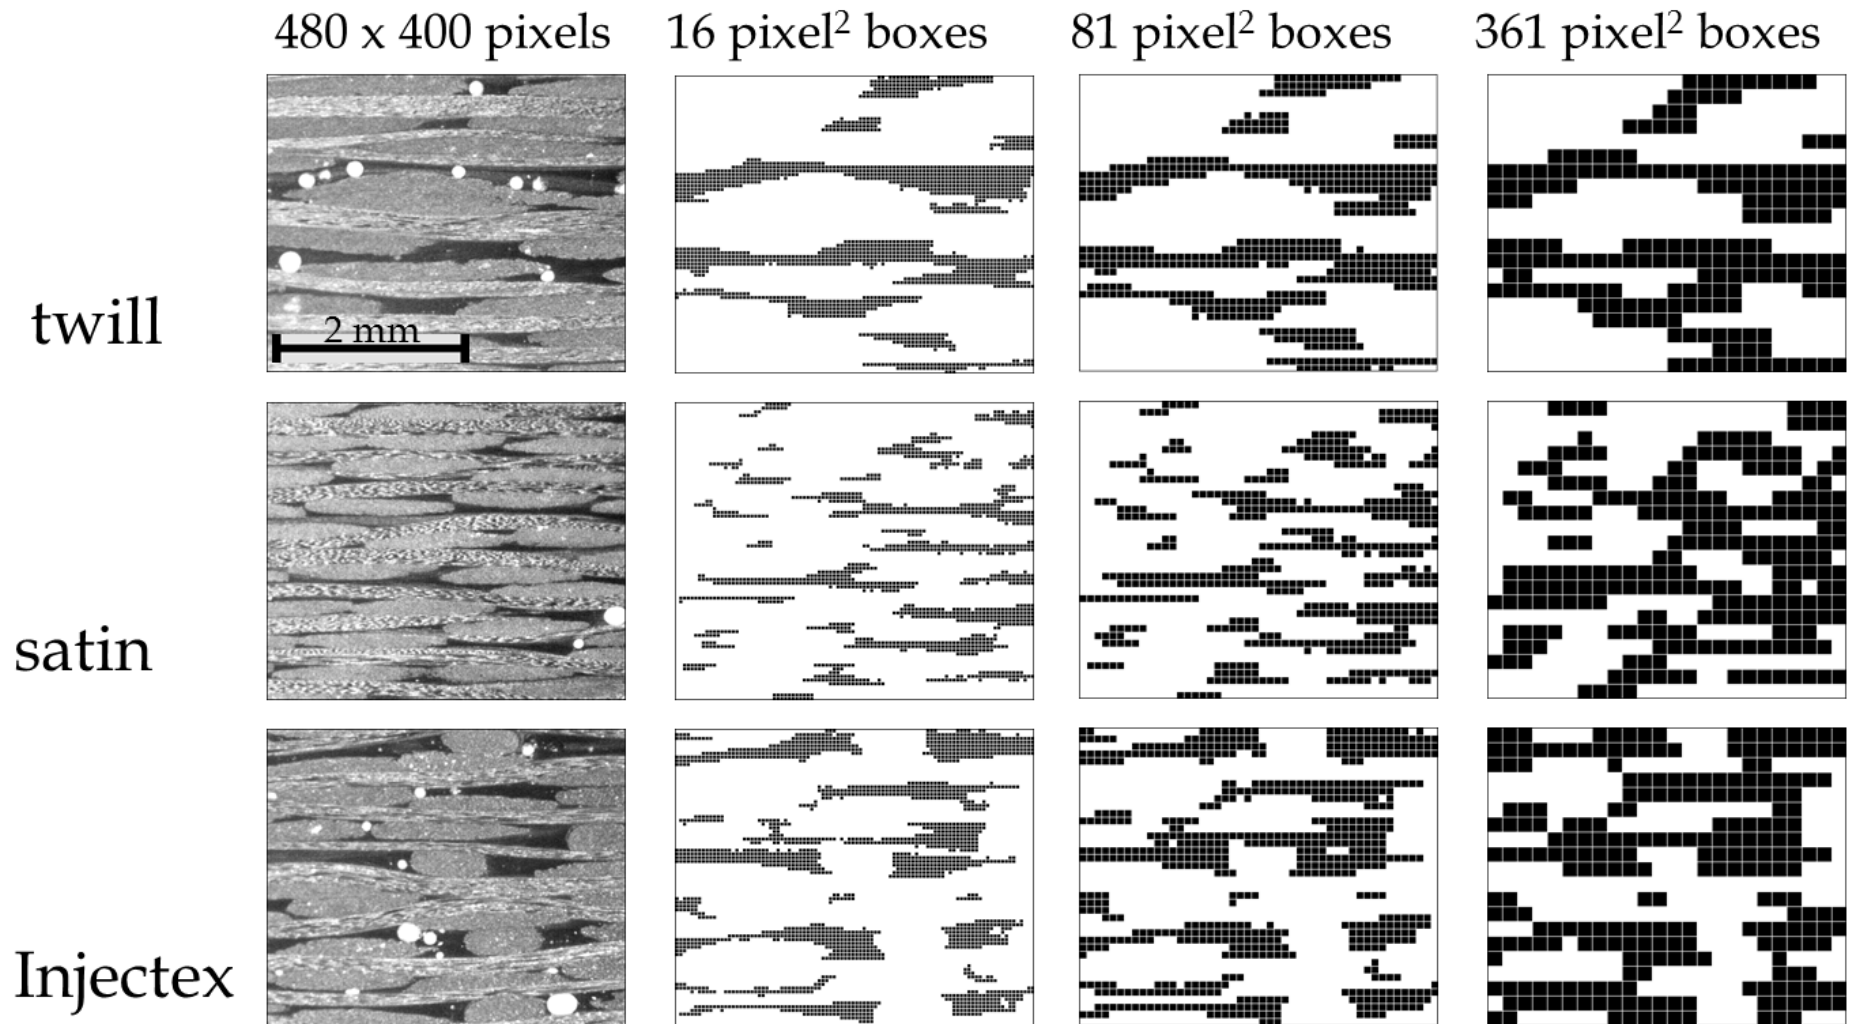 480 x 400 pixels 16 pixel² boxes 81 pixel² boxes 361 pixel² boxes
twill
2 mm
satin
Injectex